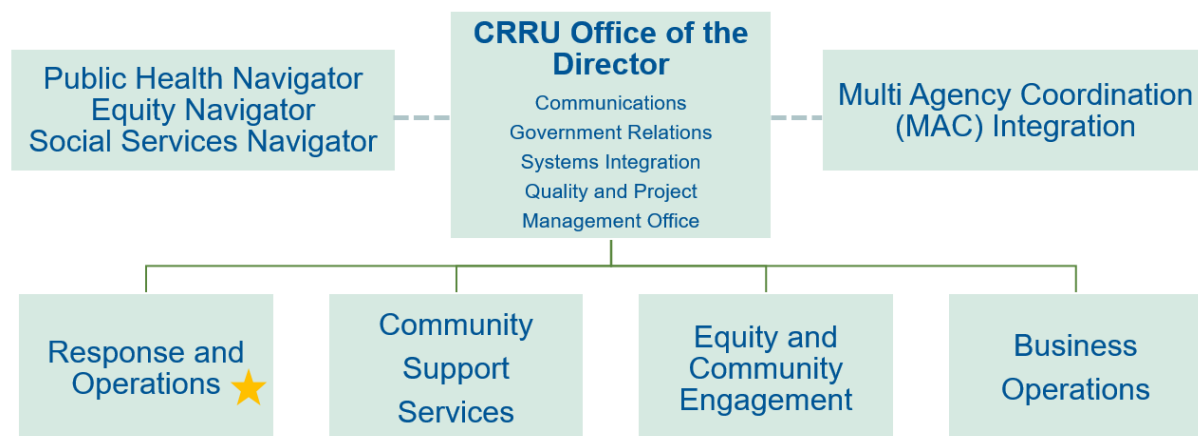 CRRU Office of the
Director
Communications
Government Relations
Systems Integration
Quality and Project
Management Office
Public Health Navigator
Equity Navigator
Social Services Navigator
Multi Agency Coordination
(MAC) Integration
Response and
Operations
Community
Support
Services
Equity and
Community
Engagement
Business
Operations